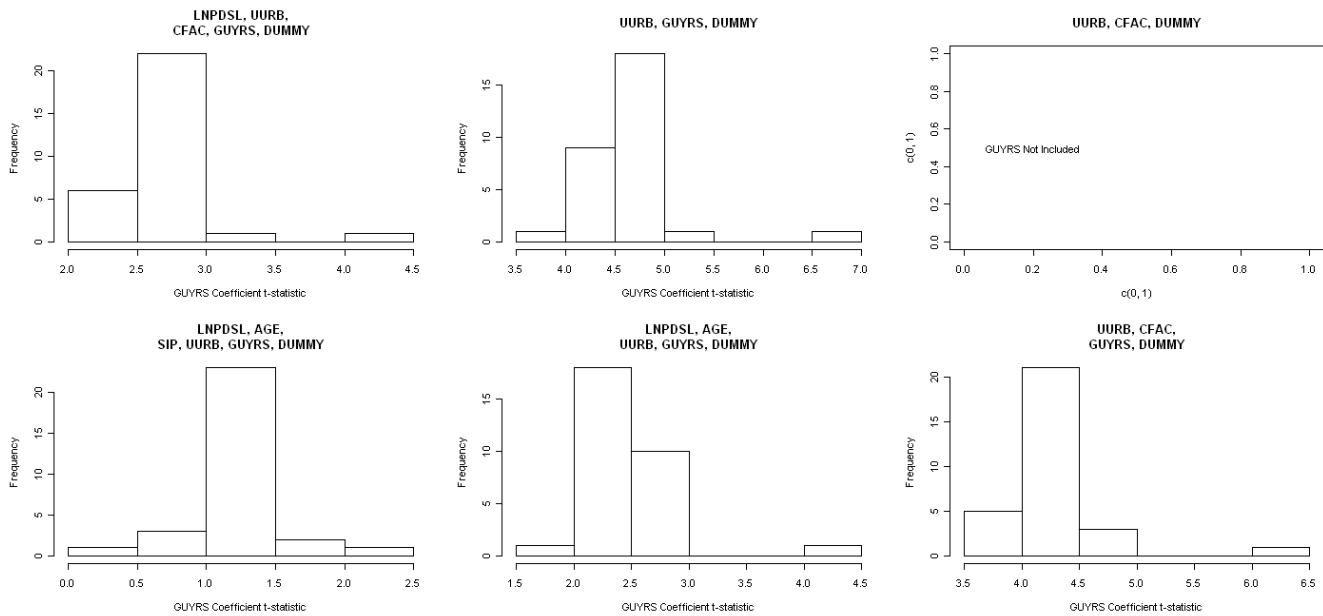 LNPDSL, UURB,
CFAC, GUYRS, DUMMY
Frequency
20
15
10
5
0
2.0 2.5 3.0 3.5 4.0 4.5
GUYRS Coefficient t-statistic
UURB, GUYRS, DUMMY
Frequency
15
10
5
0
3.5 4.0 4.5 5.0 5.5 6.0 6.5 7.0
GUYRS Coefficient t-statistic
UURB, CFAC, DUMMY
c(0, 1)
1.0
0.8
0.6
0.4
0.2
0.0
GUYRS Not Included
0.0 0.2 0.4 0.6 0.8 1.0
c(0, 1)
LNPDSL, AGE,
SIP, UURB, GUYRS, DUMMY
Frequency
20
15
10
5
0
0.0 0.5 1.0 1.5 2.0 2.5
GUYRS Coefficient t-statistic
LNPDSL, AGE,
UURB, GUYRS, DUMMY
Frequency
15
10
5
0
1.5 2.0 2.5 3.0 3.5 4.0 4.5
GUYRS Coefficient t-statistic
UURB, CFAC,
GUYRS, DUMMY
Frequency
20
15
10
5
0
3.5 4.0 4.5 5.0 5.5 6.0 6.5
GUYRS Coefficient t-statistic